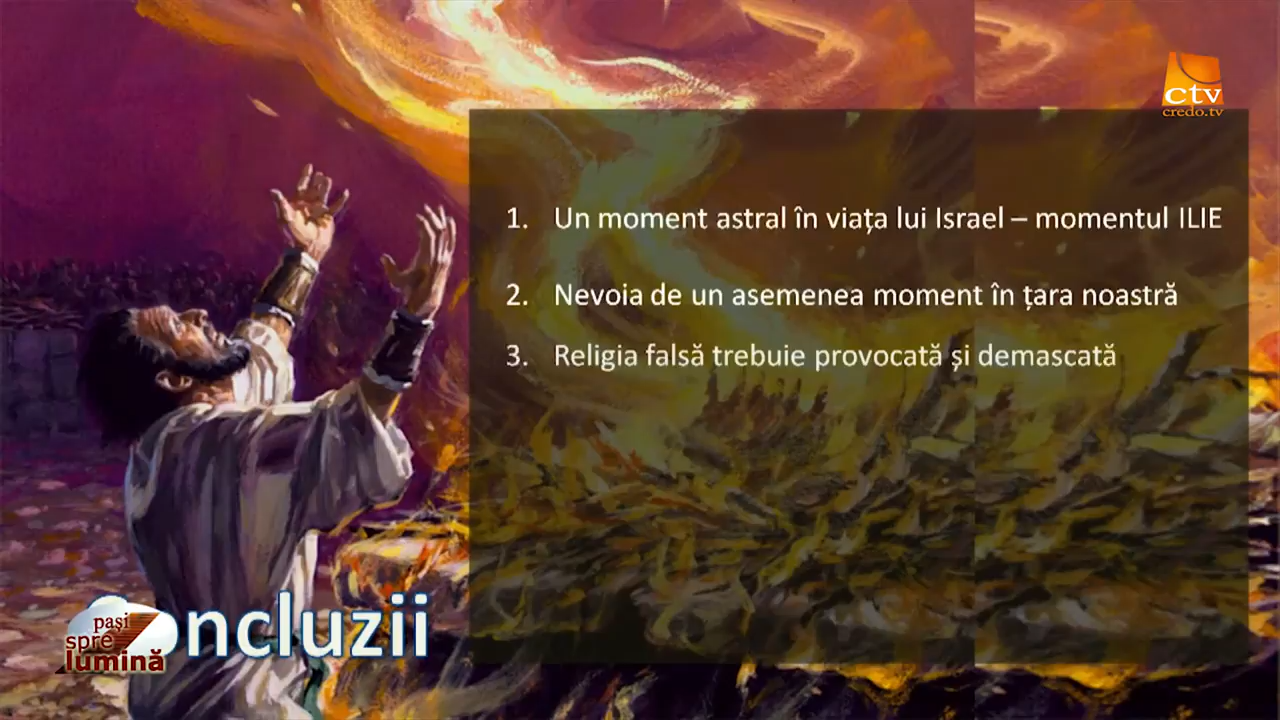 ctv
credo.tv
1. Un moment astral în viața lui Israel – momentul ILIE
2. Nevoia de un asemenea moment în țara noastră
3. Religia falsă trebuie provocată și demascată
pași
spre
lumină
ncluzii